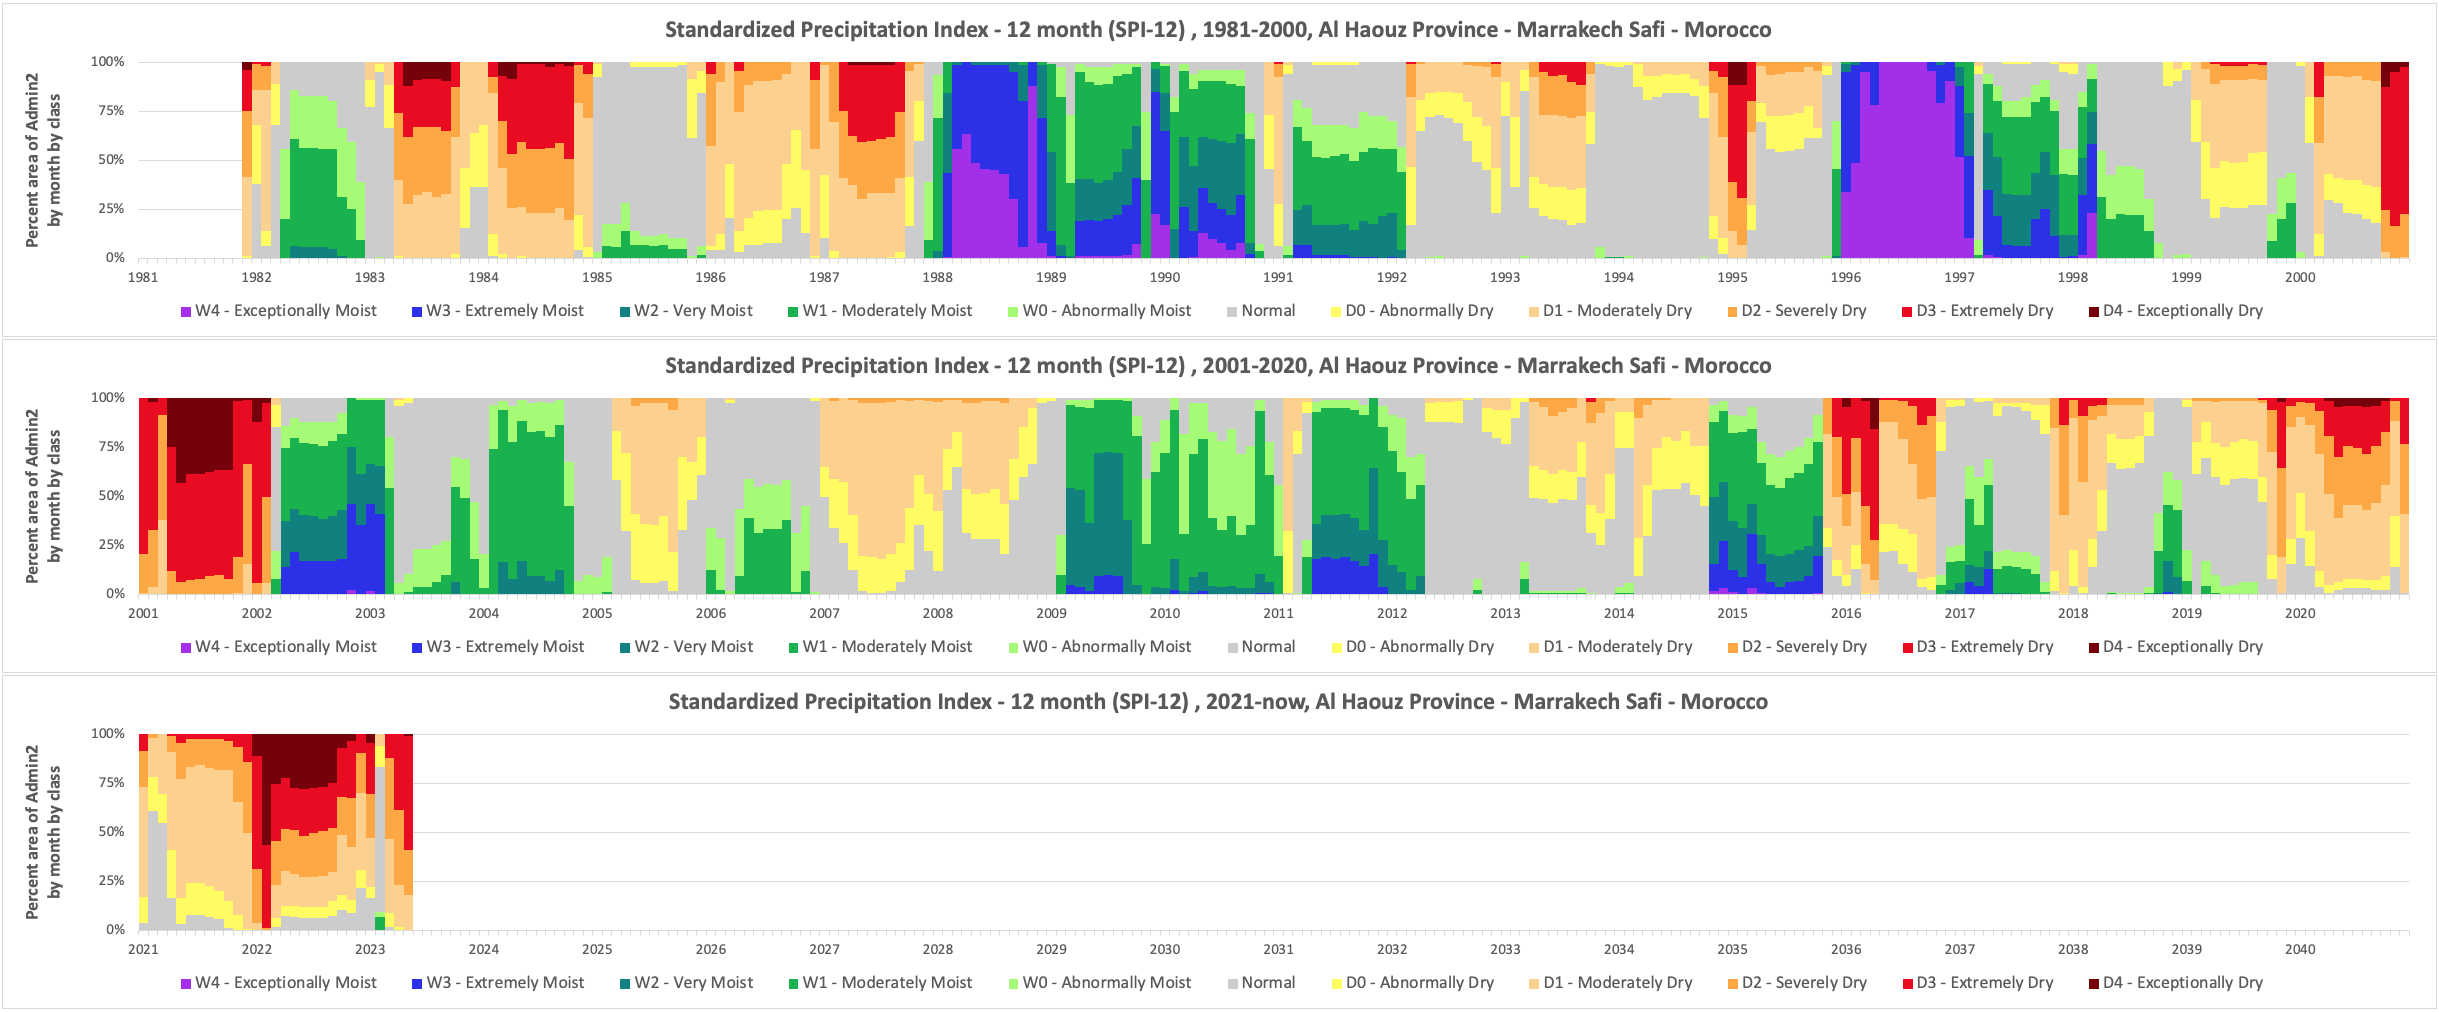 Standardized Precipitation Index - 12 month (SPI-12) , 1981-2000, Al Haouz Province - Marrakech Safi - Morocco
Percent area of Admin2
by month by class
100%
75%
50%
25%
0%
1981 1982 1983 1984 1985 1986 1987 1988 1989 1990 1991 1992 1993 1994 1995 1996 1997 1998 1999 2000
W4 - Exceptionally Moist W3 - Extremely Moist W2 - Very Moist W1 - Moderately Moist W0 - Abnormally Moist Normal D0 - Abnormally Dry D1 - Moderately Dry D2 - Severely Dry D3 - Extremely Dry D4 - Exceptionally Dry
Standardized Precipitation Index - 12 month (SPI-12) , 2001-2020, Al Haouz Province - Marrakech Safi - Morocco
Percent area of Admin2
by month by class
100%
75%
50%
25%
0%
2001 2002 2003 2004 2005 2006 2007 2008 2009 2010 2011 2012 2013 2014 2015 2016 2017 2018 2019 2020
W4 - Exceptionally Moist W3 - Extremely Moist W2 - Very Moist W1 - Moderately Moist W0 - Abnormally Moist Normal D0 - Abnormally Dry D1 - Moderately Dry D2 - Severely Dry D3 - Extremely Dry D4 - Exceptionally Dry
Standardized Precipitation Index - 12 month (SPI-12) , 2021-now, Al Haouz Province - Marrakech Safi - Morocco
Percent area of Admin2
by month by class
100%
75%
50%
25%
0%
2021 2022 2023 2024 2025 2026 2027 2028 2029 2030 2031 2032 2033 2034 2035 2036 2037 2038 2039 2040
W4 - Exceptionally Moist W3 - Extremely Moist W2 - Very Moist W1 - Moderately Moist W0 - Abnormally Moist Normal D0 - Abnormally Dry D1 - Moderately Dry D2 - Severely Dry D3 - Extremely Dry D4 - Exceptionally Dry